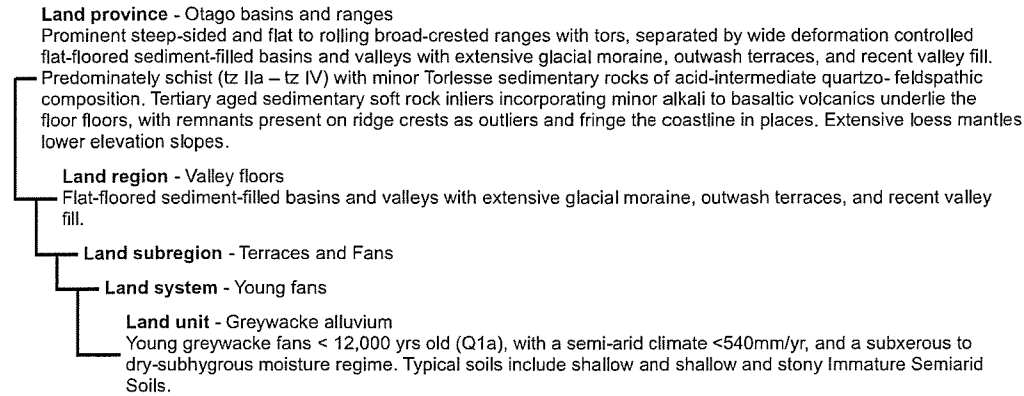 Land province - Otago basins and ranges
Prominent steep-sided and flat to rolling broad-crested ranges with tors, separated by wide deformation controlled
flat-floored sediment-filled basins and valleys with extensive glacial moraine, outwash terraces, and recent valley fill.
Predominately schist (tz IIa – tz IV) with minor Torlesse sedimentary rocks of acid-intermediate quartzo- feldspathic
composition. Tertiary aged sedimentary soft rock inliers incorporating minor alkali to basaltic volcanics underlie the
floor floors, with remnants present on ridge crests as outliers and fringe the coastline in places. Extensive loess mantles
lower elevation slopes.
Land region - Valley floors
Flat-floored sediment-filled basins and valleys with extensive glacial moraine, outwash terraces, and recent valley
fill.
Land subregion - Terraces and Fans
Land system - Young fans
Land unit - Greywacke alluvium
Young greywacke fans < 12,000 yrs old (Q1a), with a semi-arid climate <540mm/yr, and a subxerous to
dry-subhygrous moisture regime. Typical soils include shallow and shallow and stony Immature Semiarid
Soils.